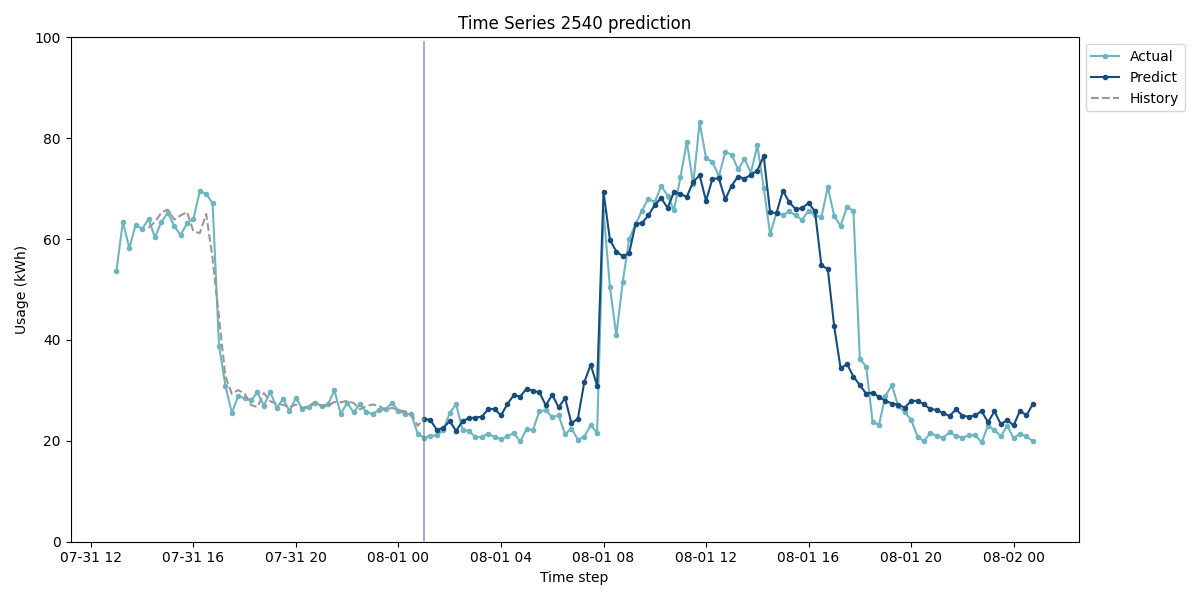 Time Series 2540 prediction
Usage (kWh)
100
80
60
40
20
0
07-31 12
07-31 16
07-31 20
08-01 00
08-01 04
08-01 08
08-01 12
08-01 16
08-01 20
08-02 00
Time step
Actual
Predict
History